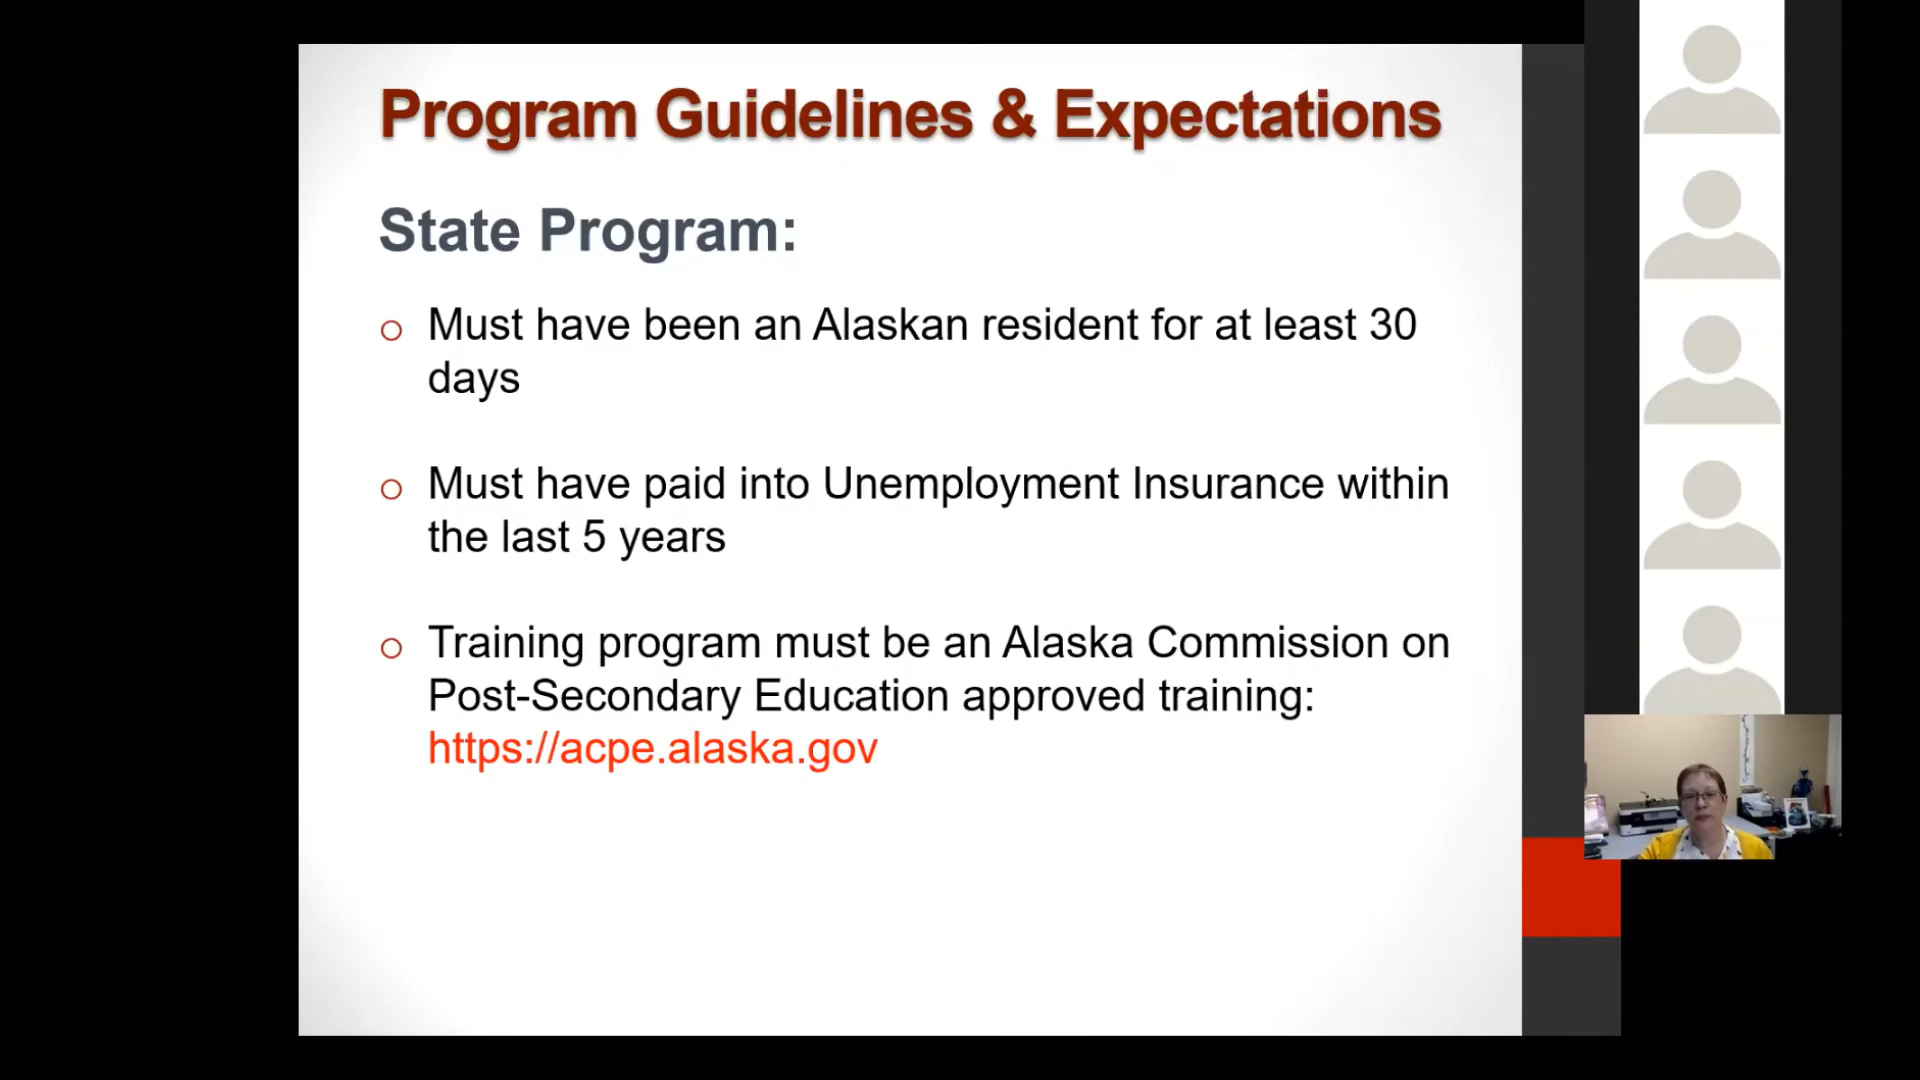 Program Guidelines & Expectations
State Program:
Must have been an Alaskan resident for at least 30
days
Must have paid into Unemployment Insurance within
the last 5 years
Training program must be an Alaska Commission on
Post-Secondary Education approved training:
https://acpe.alaska.gov